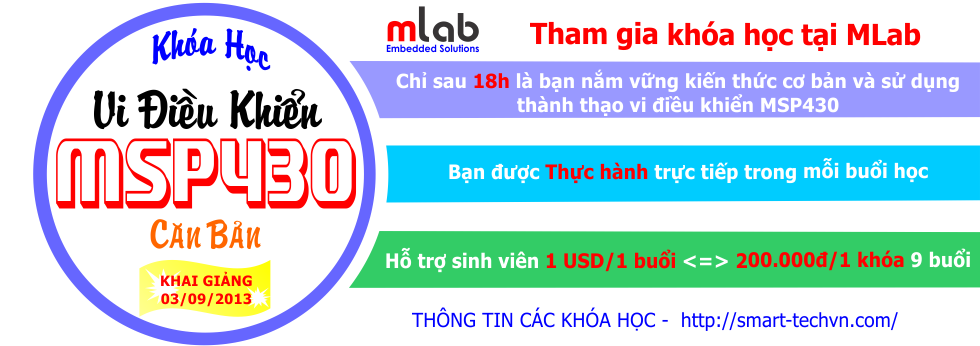 Khóa Học
Vi Điều Khiển
MSP430
Căn Bản
KHAI GIẢNG
03/09/2013
mlab
Embedded Solutions
Tham gia khóa học tại MLab
Chỉ sau 18h là bạn nắm vững kiến thức cơ bản và sử dụng
thành thạo vi điều khiển MSP430
Bạn được Thực hành trực tiếp trong mỗi buổi học
Hỗ trợ sinh viên 1 USD/1 buổi <=> 200.000đ/1 khóa 9 buổi
THÔNG TIN CÁC KHÓA HỌC - http://smart-techvn.com/